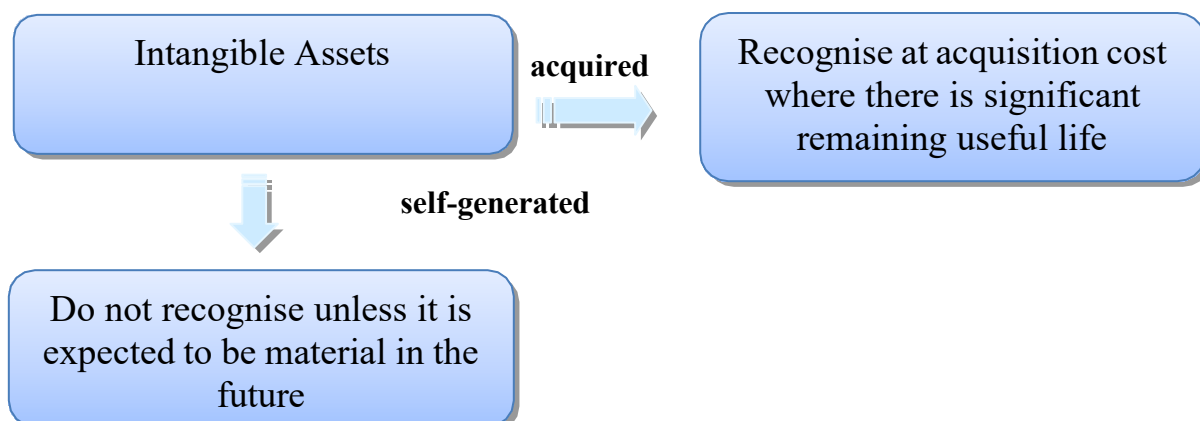 Intangible Assets
acquired
Recognise at acquisition cost
where there is significant
remaining useful life
self-generated
Do not recognise unless it is
expected to be material in the
future